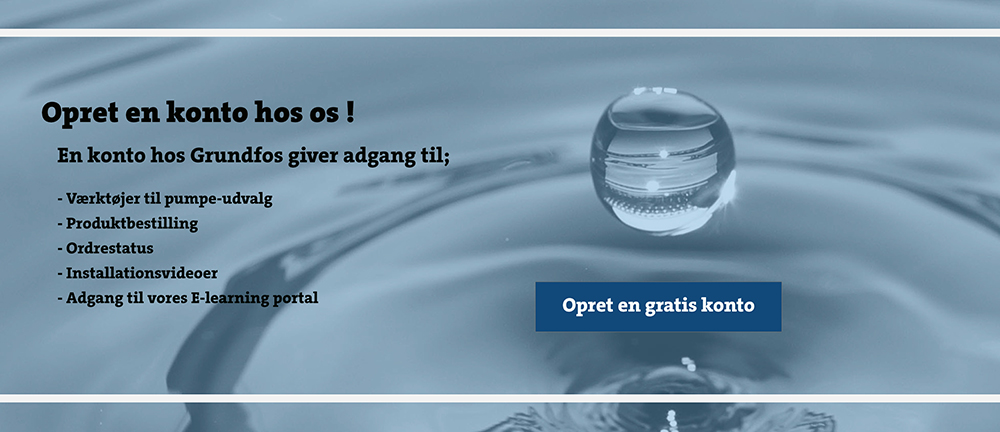 Opret en konto hos os !
En konto hos Grundfos giver adgang til;
- Værktøjer til pumpe-udvalg
- Produktbestilling
- Ordrestatus
- Installationsvideoer
- Adgang til vores E-learning portal
Opret en gratis konto